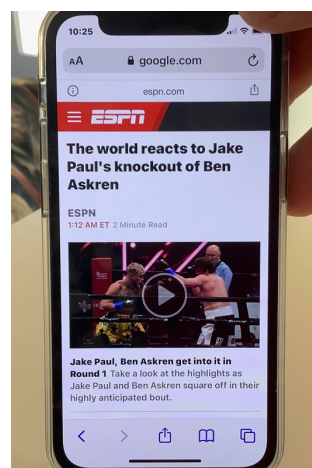 10:25
AA google.com
espn.com
ESPN
The world reacts to Jake
Paul's knockout of Ben
Askren
ESPN
1:12 AM ET 2 Minute Read
Jake Paul, Ben Askren get into it in
Round 1 Take a look at the highlights as
Jake Paul and Ben Askren square off in their
highly anticipated bout.